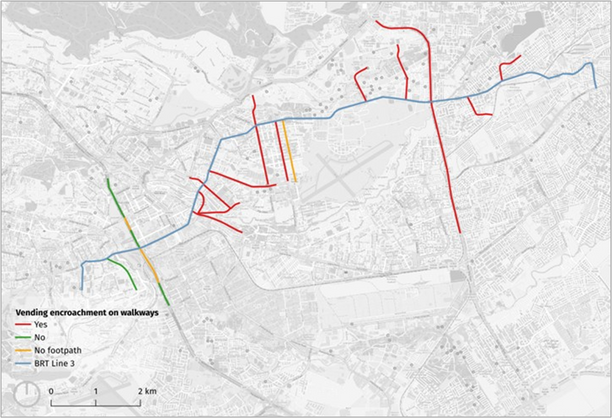 Vending encroachment on walkways
Yes
No
No footpath
BRT Line 3
0 1 2 km